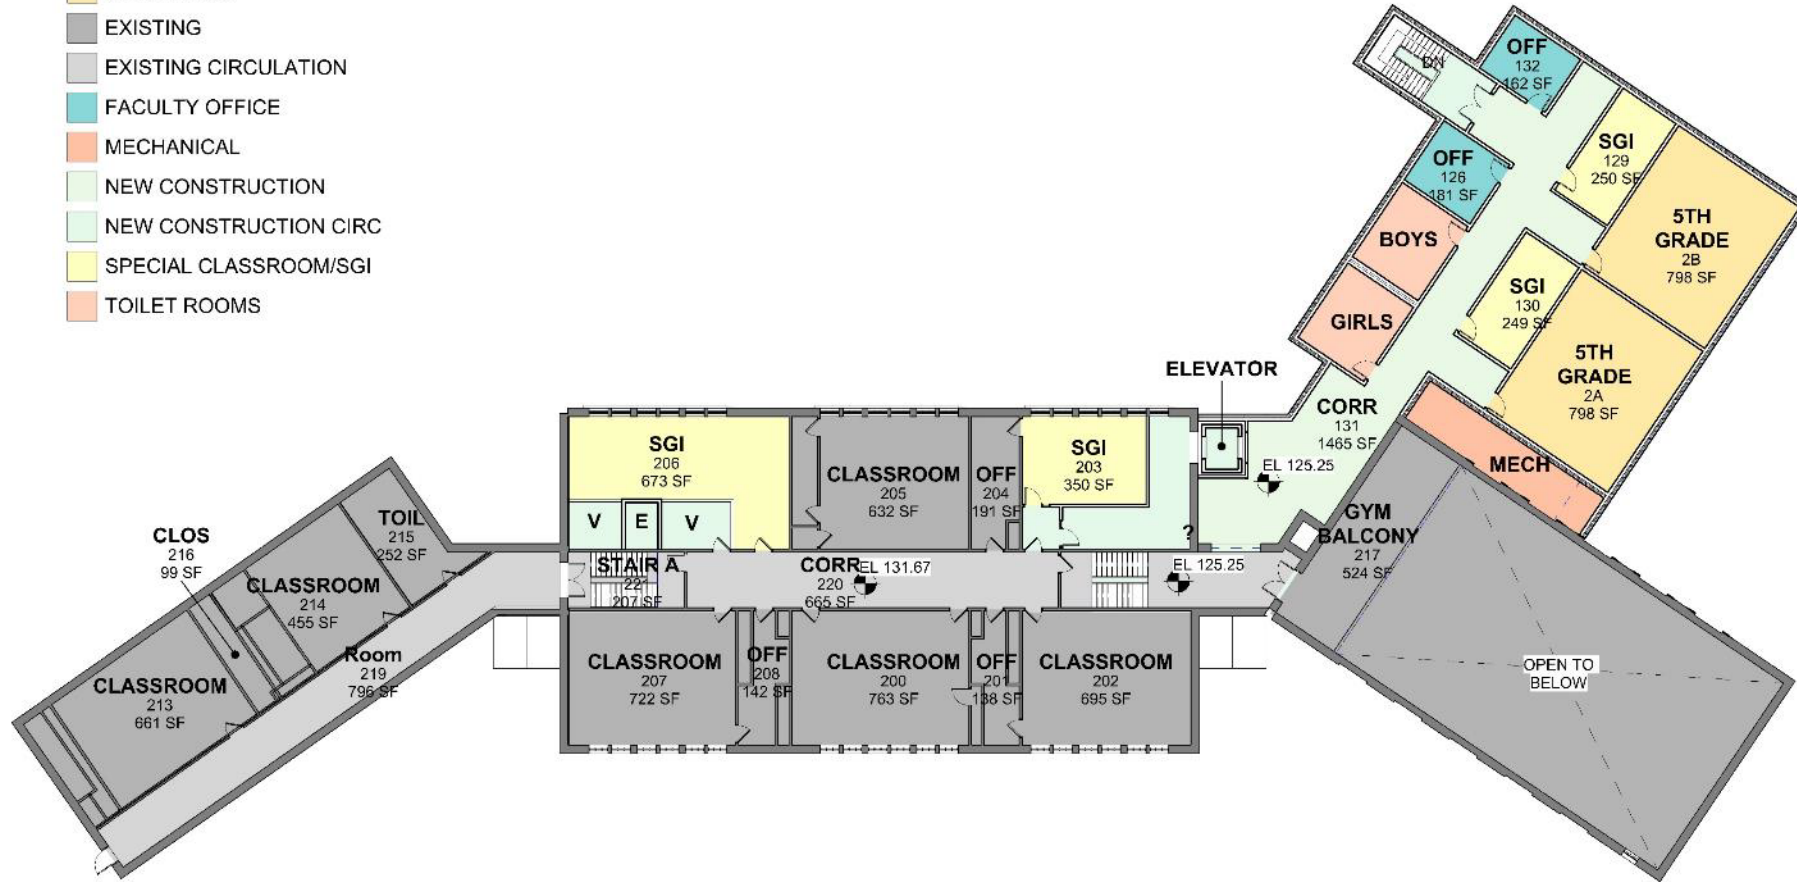 EXISTING
EXISTING CIRCULATION
FACULTY OFFICE
MECHANICAL
NEW CONSTRUCTION
NEW CONSTRUCTION CIRC
SPECIAL CLASSROOM/SGI
TOILET ROOMS
DN
OFF
132
162 SF
SGI
129
250 SF
OFF
126
181 SF
5TH
GRADE
2B
798 SF
BOYS
SGI
130
249 SF
GIRLS
5TH
GRADE
2A
798 SF
ELEVATOR
CORR
131
1465 SF
EL 125.25
MECH
GYM
BALCONY
217
524 SF
OPEN TO
BELOW
SGI
206
673 SF
V
E
V
CLASSROOM
205
632 SF
OFF
204
191 SF
SGI
203
350 SF
?
STAIR A
221
207 SF
CORR
220
665 SF
EL 131.67
EL 125.25
CLOS
216
99 SF
TOIL
215
252 SF
CLASSROOM
214
455 SF
Room
219
796 SF
CLASSROOM
213
661 SF
CLASSROOM
207
722 SF
OFF
208
142 SF
CLASSROOM
200
763 SF
OFF
201
138 SF
CLASSROOM
202
695 SF